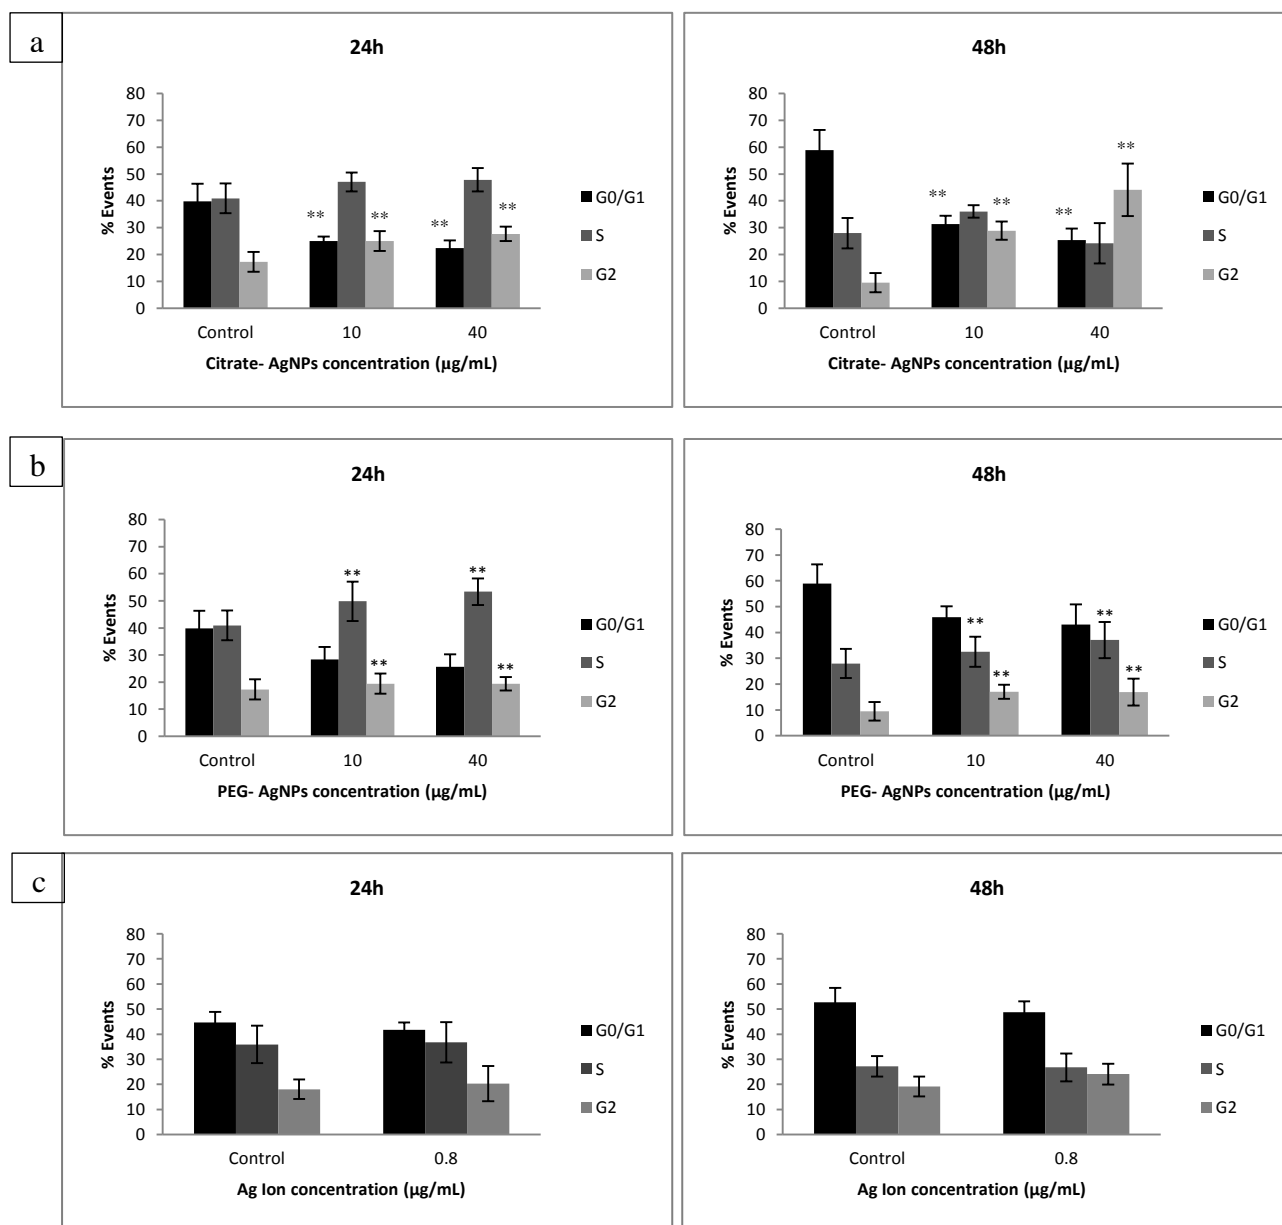 a
24h
% Events
80
70
60
50
40
30
20
10
0
** ** ** **
Control 10 40
Citrate- AgNPs concentration (µg/mL)
G0/G1
S
G2
48h
% Events
80
70
60
50
40
30
20
10
0
** ** ** **
Control 10 40
Citrate- AgNPs concentration (µg/mL)
G0/G1
S
G2
b
24h
% Events
80
70
60
50
40
30
20
10
0
** ** ** **
Control 10 40
PEG- AgNPs concentration (µg/mL)
G0/G1
S
G2
48h
% Events
80
70
60
50
40
30
20
10
0
** ** ** **
Control 10 40
PEG- AgNPs concentration (µg/mL)
G0/G1
S
G2
c
24h
% Events
80
70
60
50
40
30
20
10
0
Control 0.8
Ag Ion concentration (µg/mL)
G0/G1
S
G2
48h
% Events
80
70
60
50
40
30
20
10
0
Control 0.8
Ag Ion concentration (µg/mL)
G0/G1
S
G2